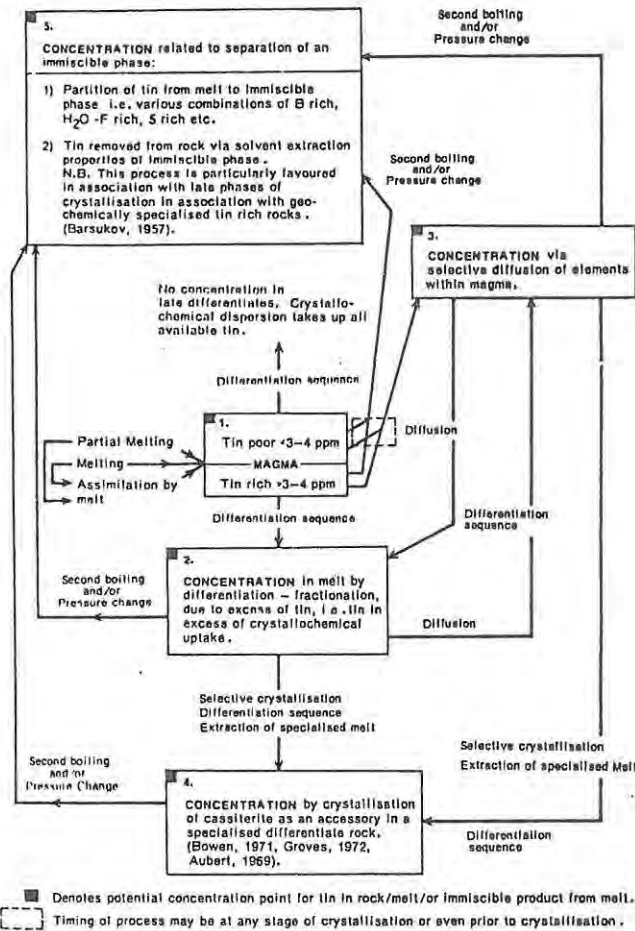 5.
CONCENTRATION related to separation of an
immiscible phase:
1) Partition of tin from melt to immiscible
phase i.e. various combinations of B rich,
H₂O -F rich, S rich etc.
2) Tin removed from rock via solvent extraction
properties of immiscible phase.
N.B. This process is particularly favoured
in association with late phases of
crystallisation in association with geo-
chemically specialised tin rich rocks.
(Barsukov, 1957).
Second boiling
and/or
Pressure change
Second boiling
and/or
Pressure change
3.
CONCENTRATION via
selective diffusion of elements
within magma.
No concentration in
late differentiates. Crystallo-
chemical dispersion takes up all
available tin.
Differentiation sequence
1.
Tin poor <3–4 ppm
MAGMA
Tin rich >3–4 ppm
Diffusion
Partial Melting
Melting
Assimilation by
melt
Differentiation sequence
Differentiation
sequence
2.
CONCENTRATION in melt by
differentiation – fractionation,
due to excess of tin, i.e. tin in
excess of crystallochemical
uptake.
Second boiling
and/or
Pressure change
Diffusion
Selective crystallisation
Differentiation sequence
Extraction of specialised melt
Selective crystallisation
Extraction of specialised Melt
Second boiling
and/or
Pressure Change
4.
CONCENTRATION by crystallisation
of cassiterite as an accessory in a
specialised differentiate rock.
(Bowen, 1971, Groves, 1972,
Aubert, 1969).
Differentiation
sequence
Denotes potential concentration point for tin in rock/melt/or immiscible product from melt.
Timing of process may be at any stage of crystallisation or even prior to crystallisation.